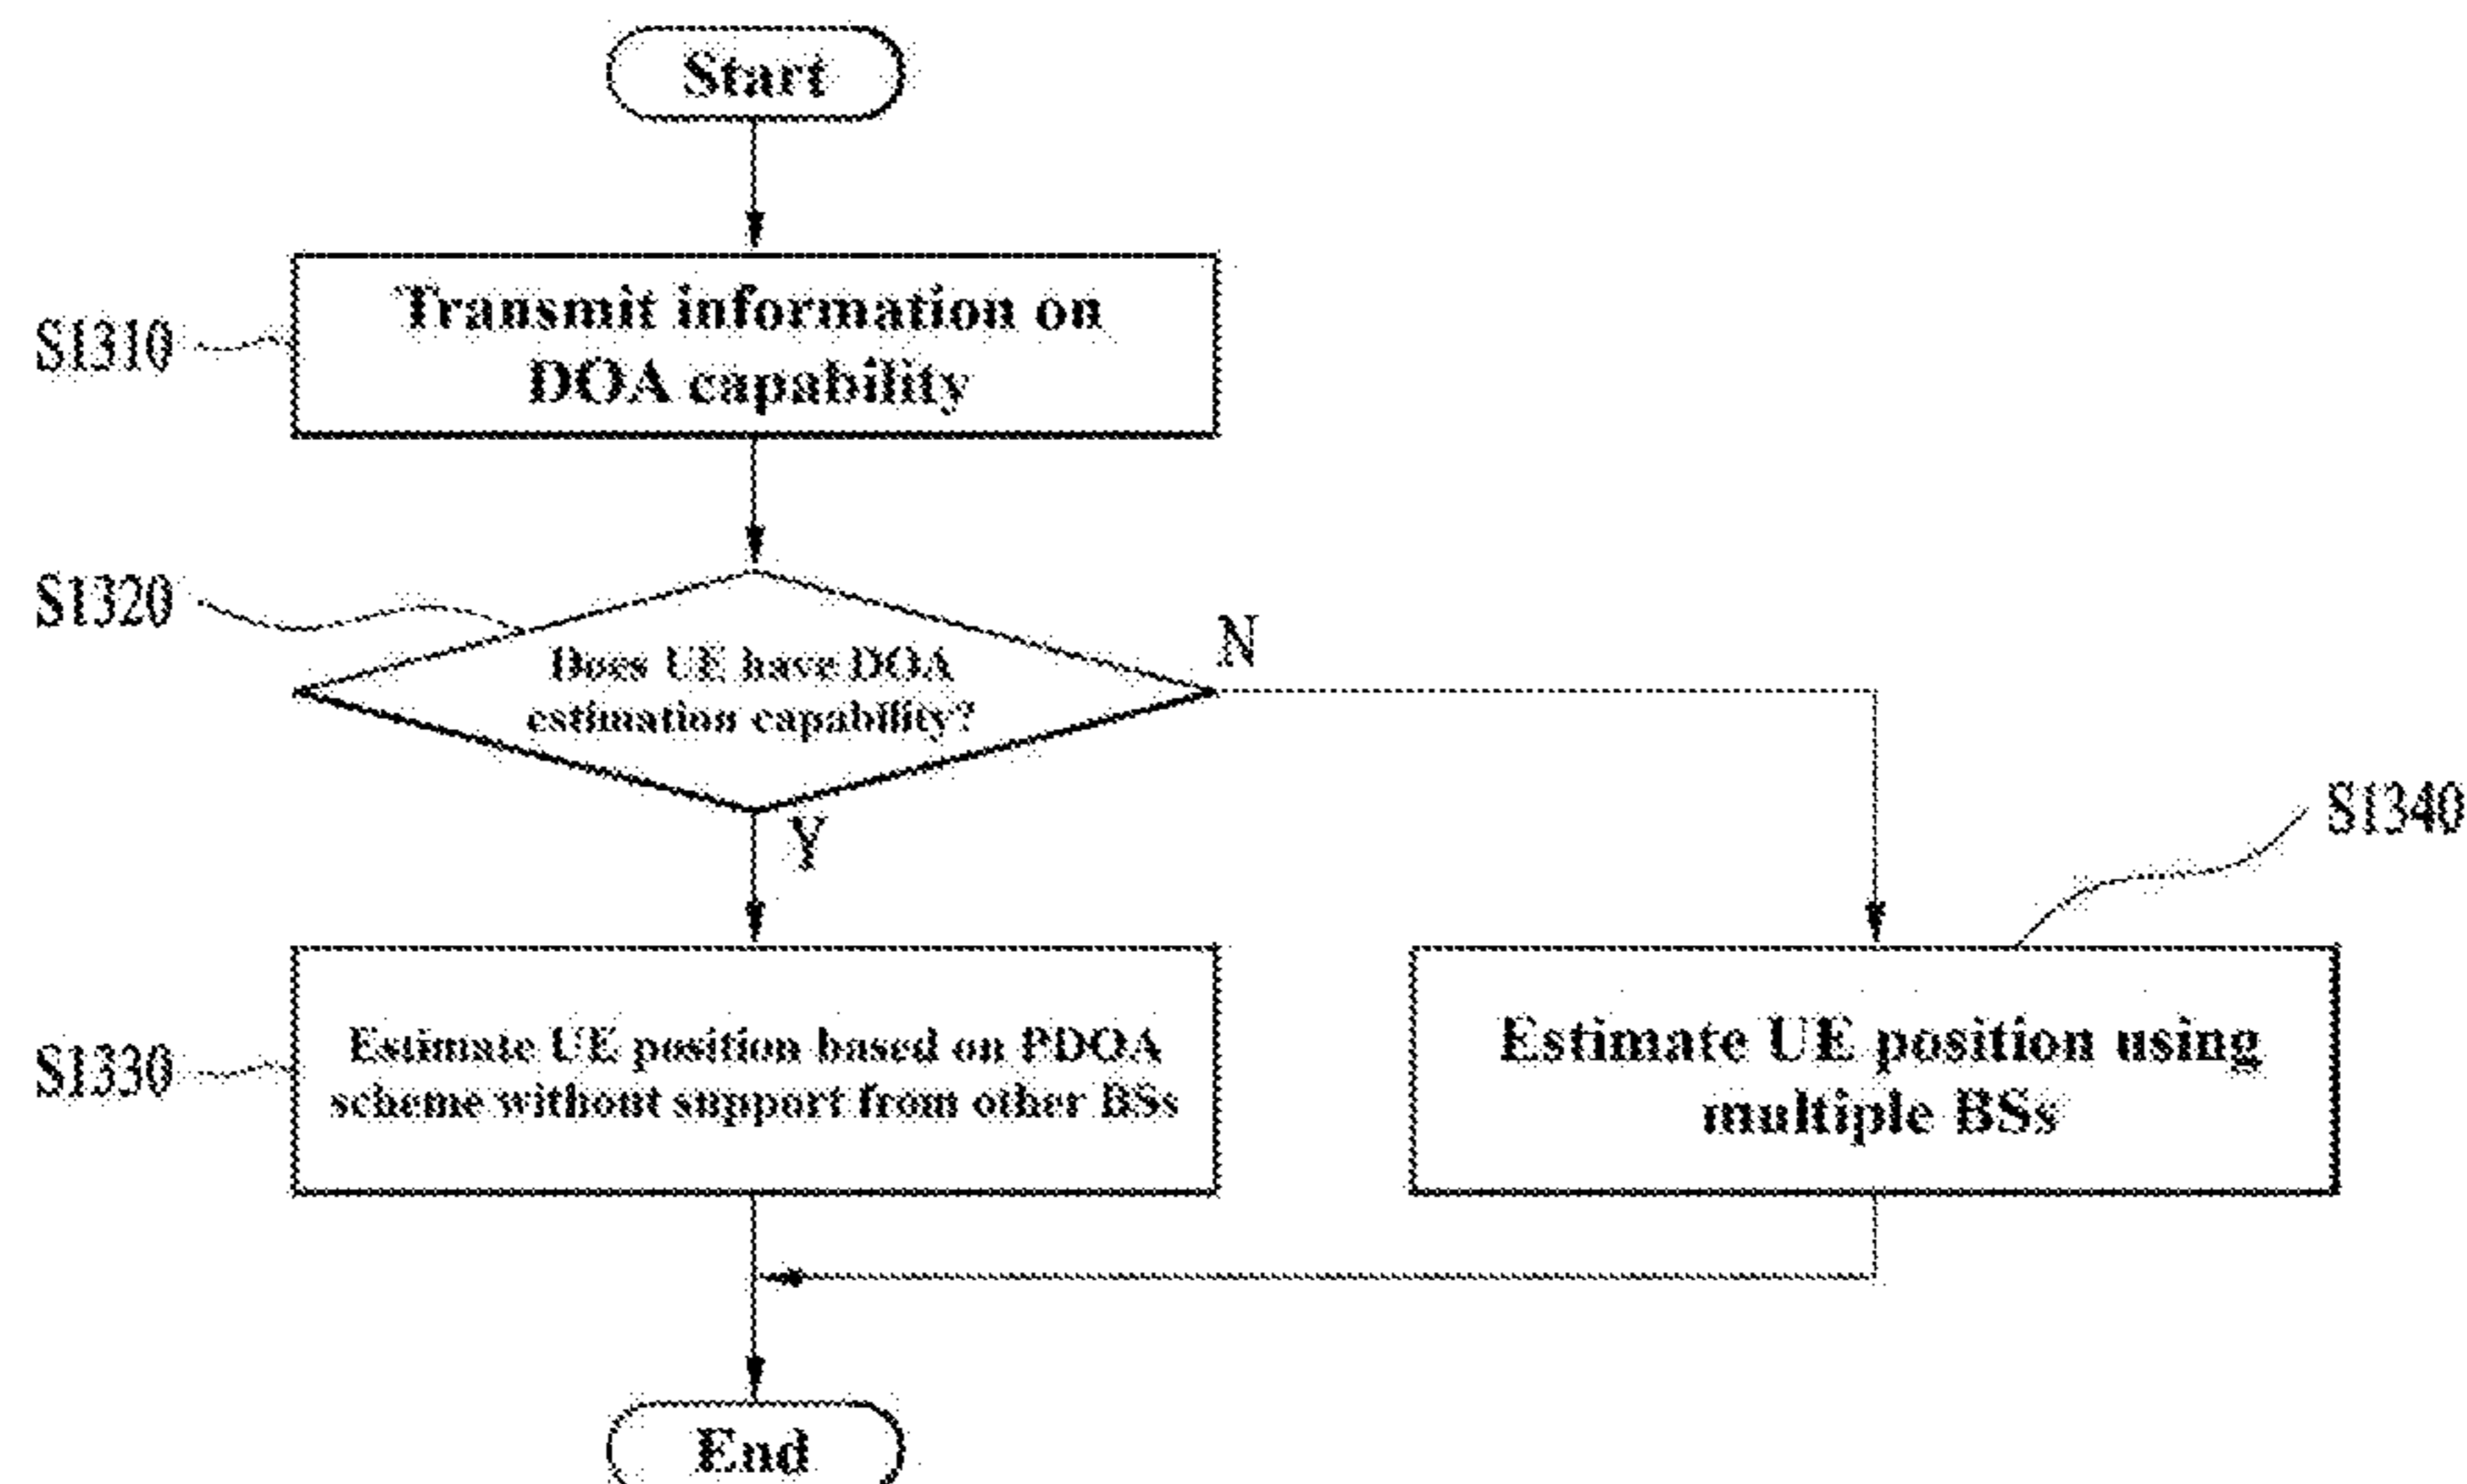 Start
S1310
Transmit information on
DOA capability
S1320
Does UE have DOA
estimation capability?
N
Y
S1340
S1330
Estimate UE position based on PDOA
scheme without support from other BSs
Estimate UE position using
multiple BSs
End